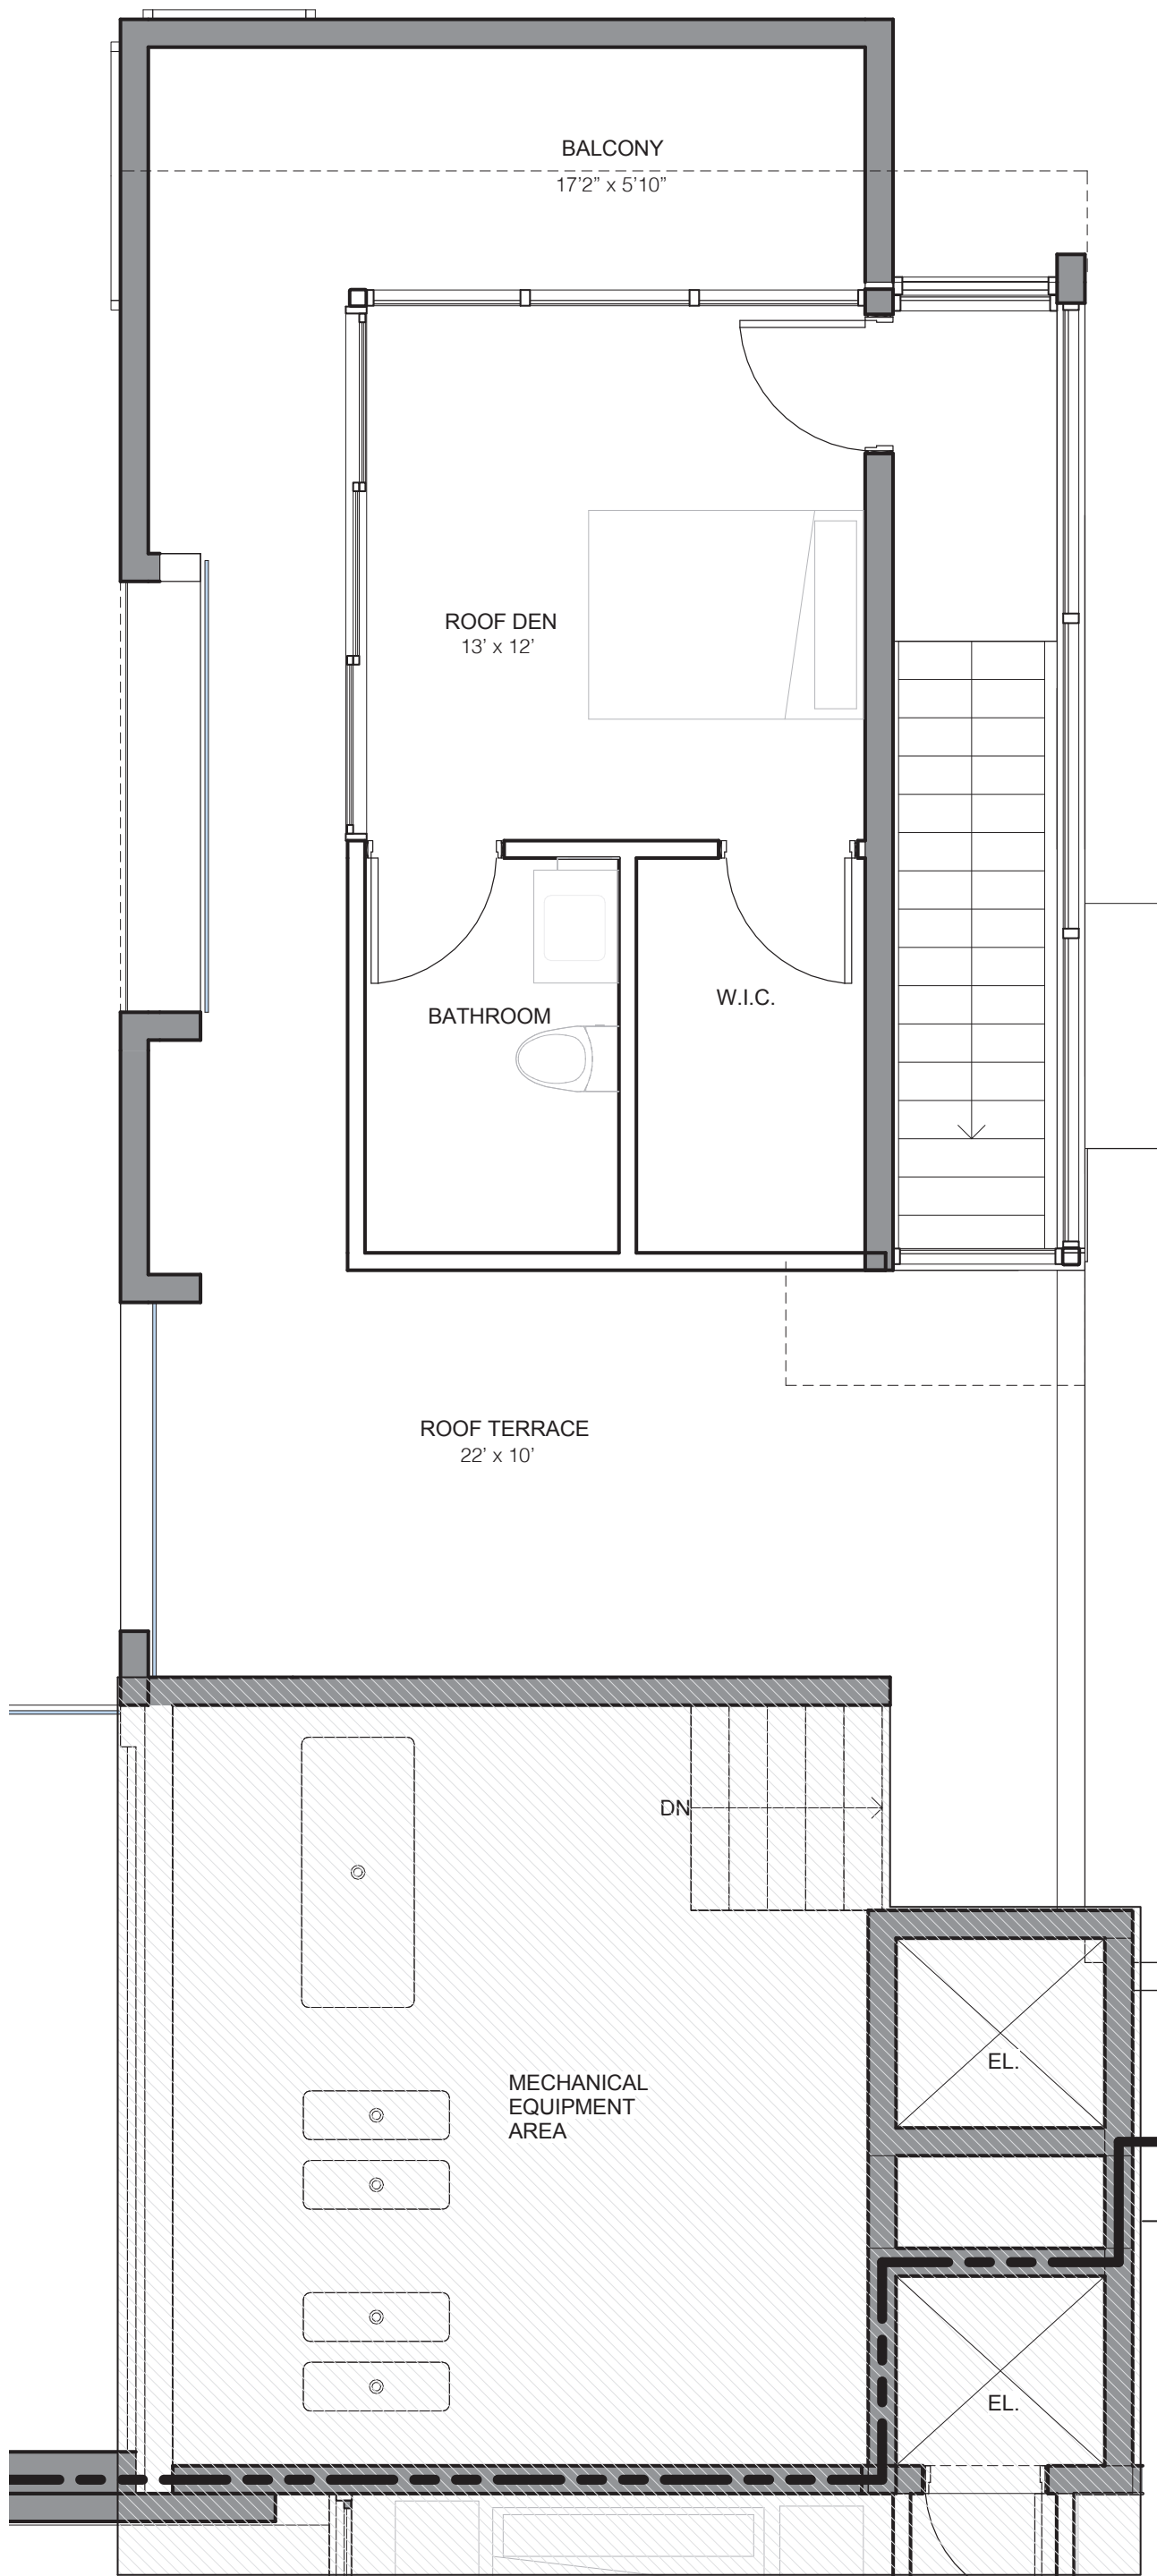 BALCONY
17’2” x 5’10”
ROOF DEN
13’ x 12’
W.I.C.
BATHROOM
ROOF TERRACE
22’ x 10’
DN
EL.
MECHANICAL
EQUIPMENT
AREA
EL.